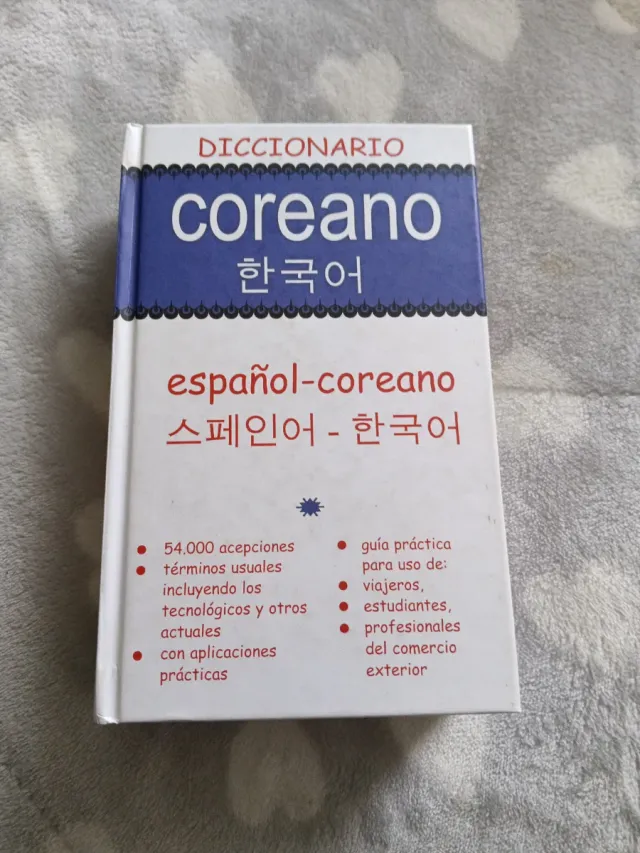 DICCIONARIO
coreano
한국어
español-coreano
스페인어 - 한국어
54.000 acepciones
términos usuales
incluyendo los
tecnológicos y otros
actuales
con aplicaciones
prácticas
guía práctica
para uso de:
viajeros,
estudiantes,
profesionales
del comercio
exterior